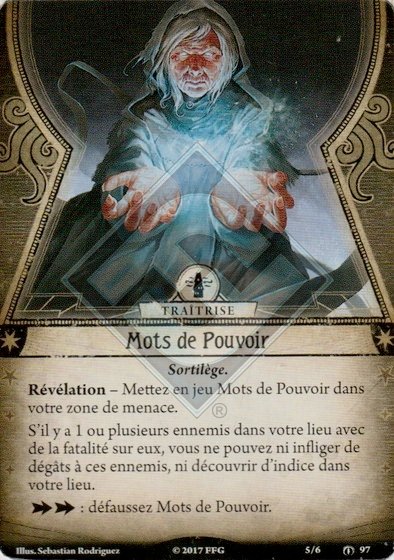 TRAÎTRISE
Mots de Pouvoir
Sortilège.
Révélation – Mettez en jeu Mots de Pouvoir dans
votre zone de menace.
S'il y a 1 ou plusieurs ennemis dans votre lieu avec
de la fatalité sur eux, vous ne pouvez ni infliger de
dégâts à ces ennemis, ni découvrir d'indice dans
votre lieu.
: défaussez Mots de Pouvoir.
Illus. Sebastian Rodriguez © 2017 FFG 5/6 97
®